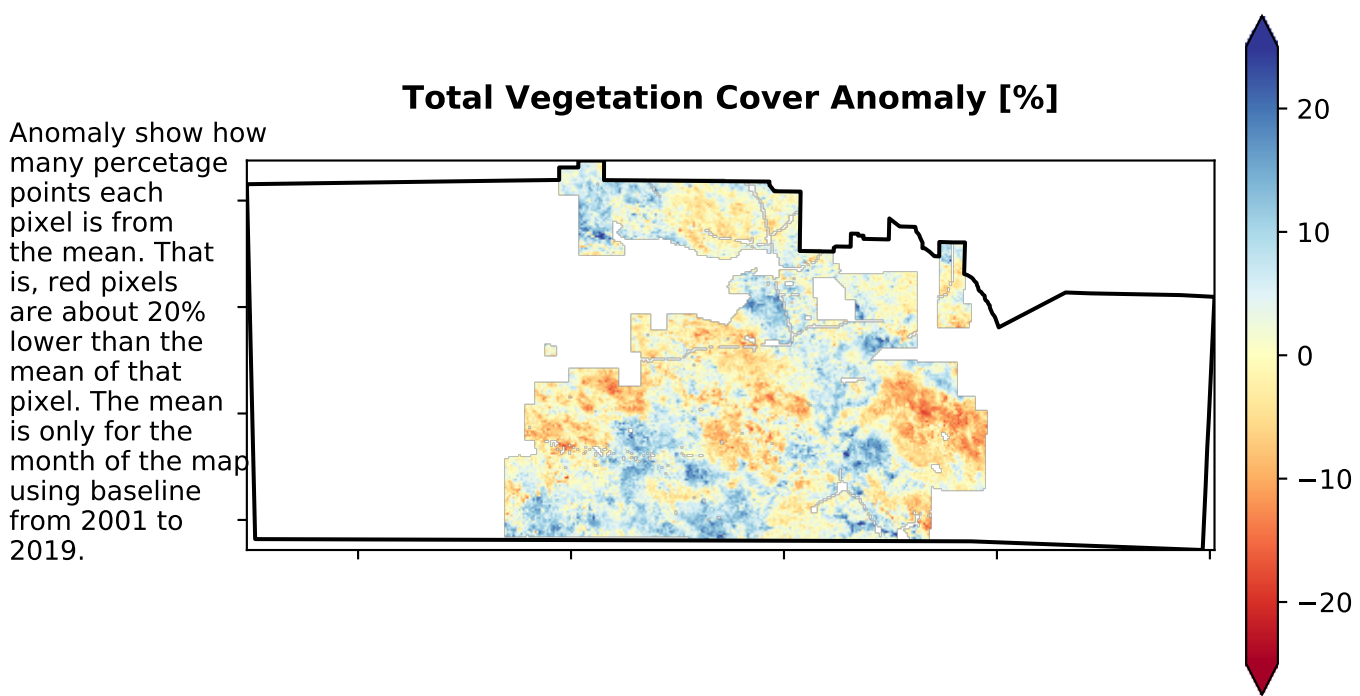 Total Vegetation Cover Anomaly [%]
Anomaly show how
many percetage
points each
pixel is from
the mean. That
is, red pixels
are about 20%
lower than the
mean of that
pixel. The mean
is only for the
month of the map
using baseline
from 2001 to
2019.
20
10
0
−10
−20